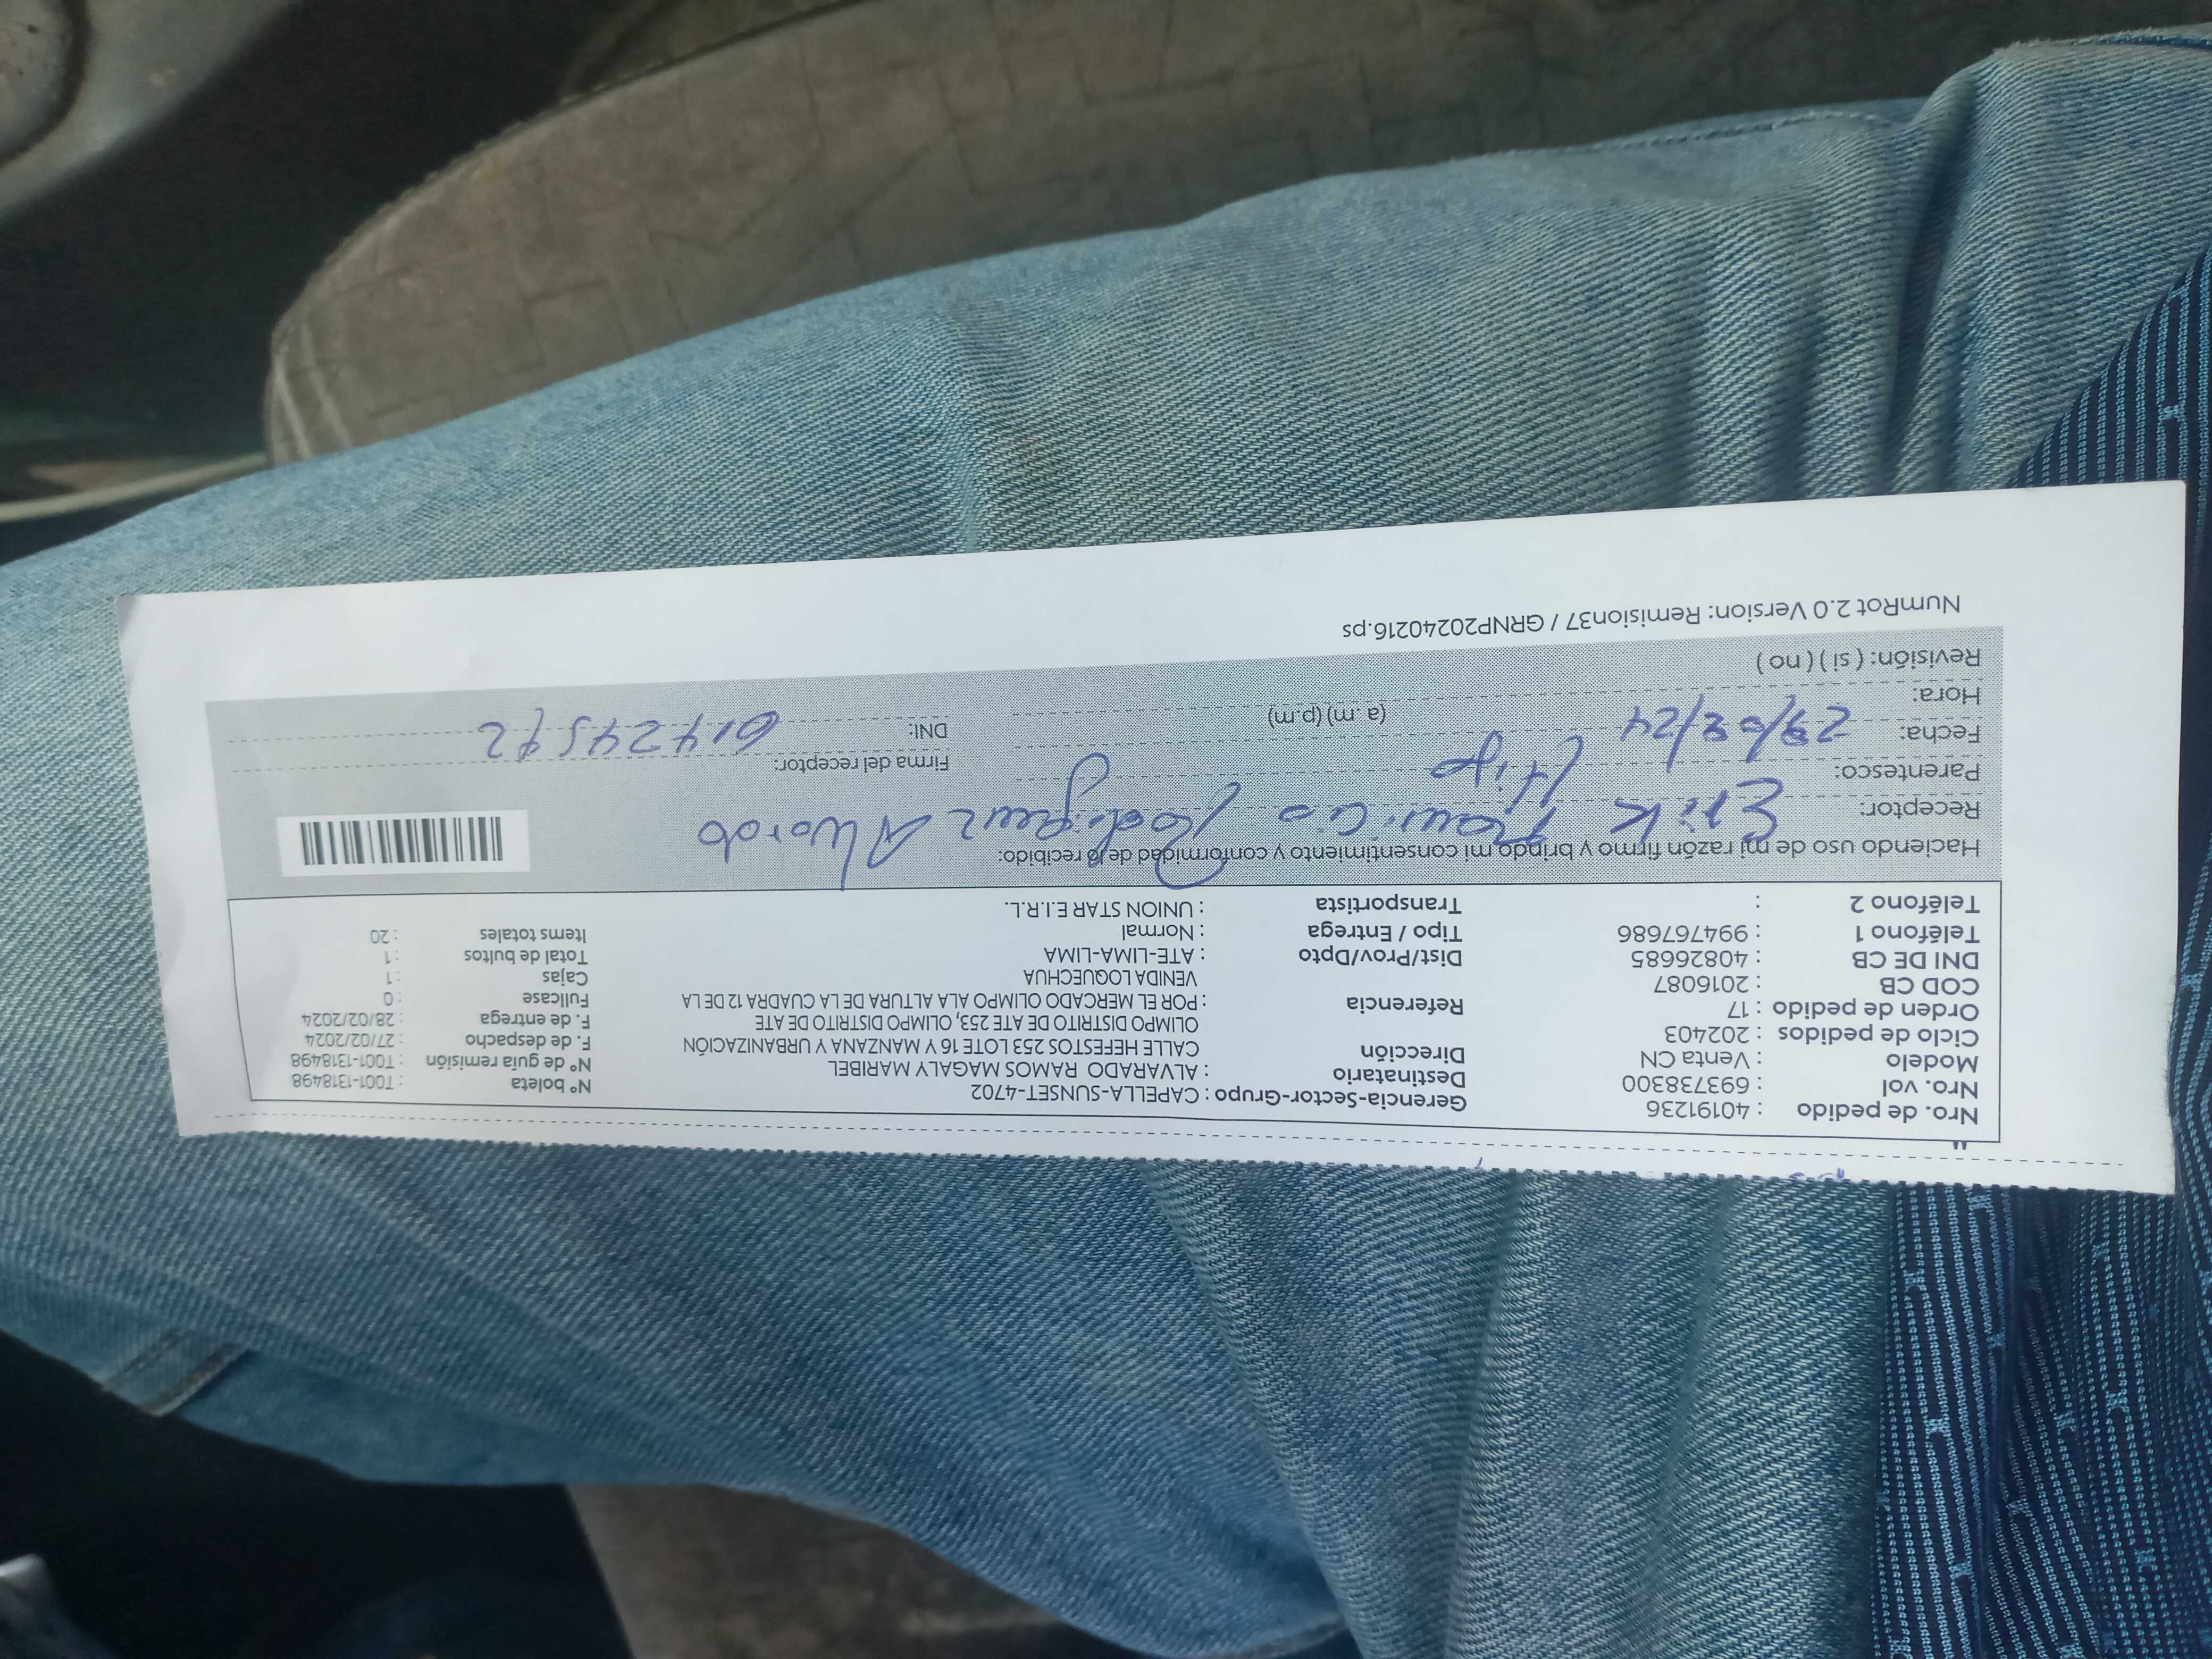 Nro. de pedido : 40191236
Nro. vol : 693738300
Modelo : Venta CN
Ciclo de pedidos : 202403
Orden de pedido : 17
COD CB : 2016087
DNI DE CB : 40826685
Teléfono 1 : 994767686
Teléfono 2 :
Gerencia-Sector-Grupo : CAPELLA-SUNSET-4702
Destinatario : ALVARADO RAMOS MAGALY MARIBEL
Dirección CALLE HEFESTOS 253 LOTE 16 Y MANZANA Y URBANIZACIÓN
OLIMPO DISTRITO DE ATE 253, OLIMPO DISTRITO DE ATE
Referencia : POR EL MERCADO OLIMPO ALA ALTURA DE LA CUADRA 12 DE LA
VENIDA LOQUECHUA
Dist/Prov/Dpto : ATE-LIMA-LIMA
Tipo / Entrega : Normal
Transportista : UNION STAR E.I.R.L.
Nº boleta : T001-1318498
Nº de guía remisión : T001-1318498
F. de despacho : 27/02/2024
F. de entrega : 28/02/2024
Fullcase : 0
Cajas : 1
Total de bultos : 1
Items totales : 20
Haciendo uso de mi razón firmo y brindo mi consentimiento y conformidad de lo recibido:
Receptor: Erik Mauricio Rodriguez Alvarado
Parentesco: Hijo
Fecha: /24
Hora: (a.m) (p.m)
Revisión: ( si ) ( no )
Firma del receptor:
DNI:
NumRot 2.0 Version: Remision37 / GRNP20240216.ps